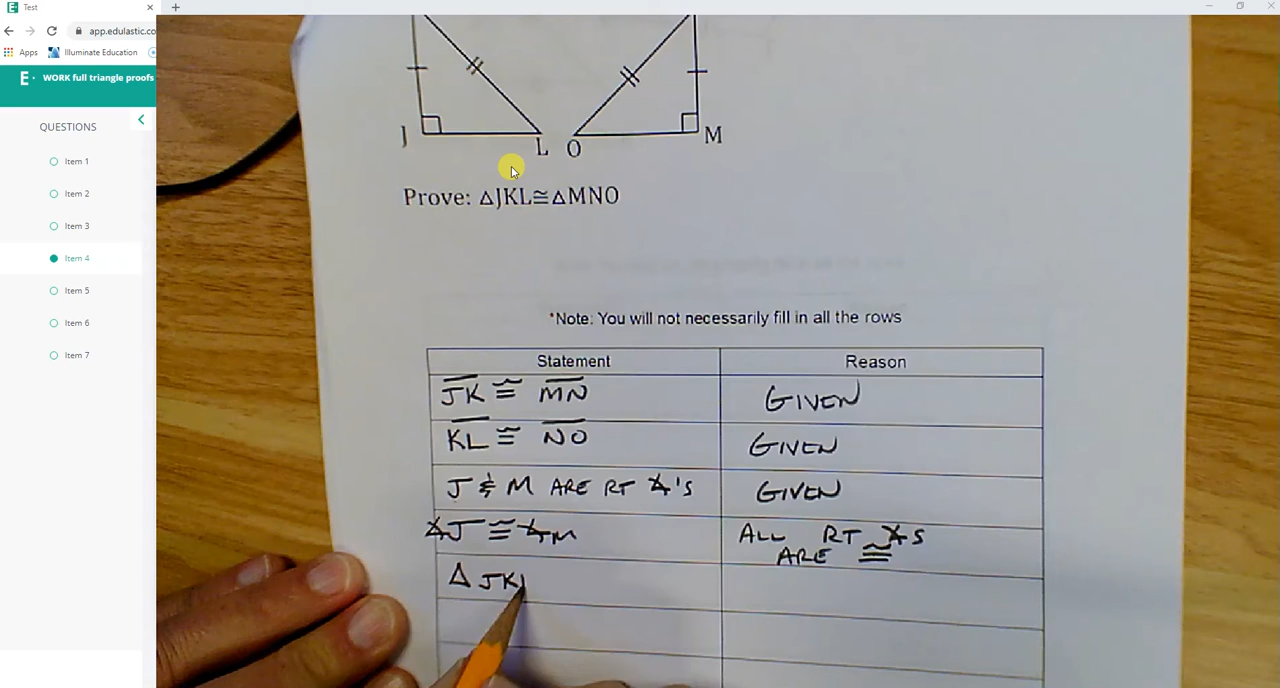 Test
app.edulastic.co
Apps
Illuminate Education
E
WORK full triangle proofs
QUESTIONS
Item 1
Item 2
Item 3
Item 4
Item 5
Item 6
Item 7
J L O M
Prove: △JKL≅△MNO
*Note: You will not necessarily fill in all the rows
Statement Reason
JK ≅ MN GIVEN
KL ≅ NO GIVEN
J & M ARE RT ∡'S GIVEN
∡J ≅ ∡M ALL RT ∡S
ARE ≅
△ JKL